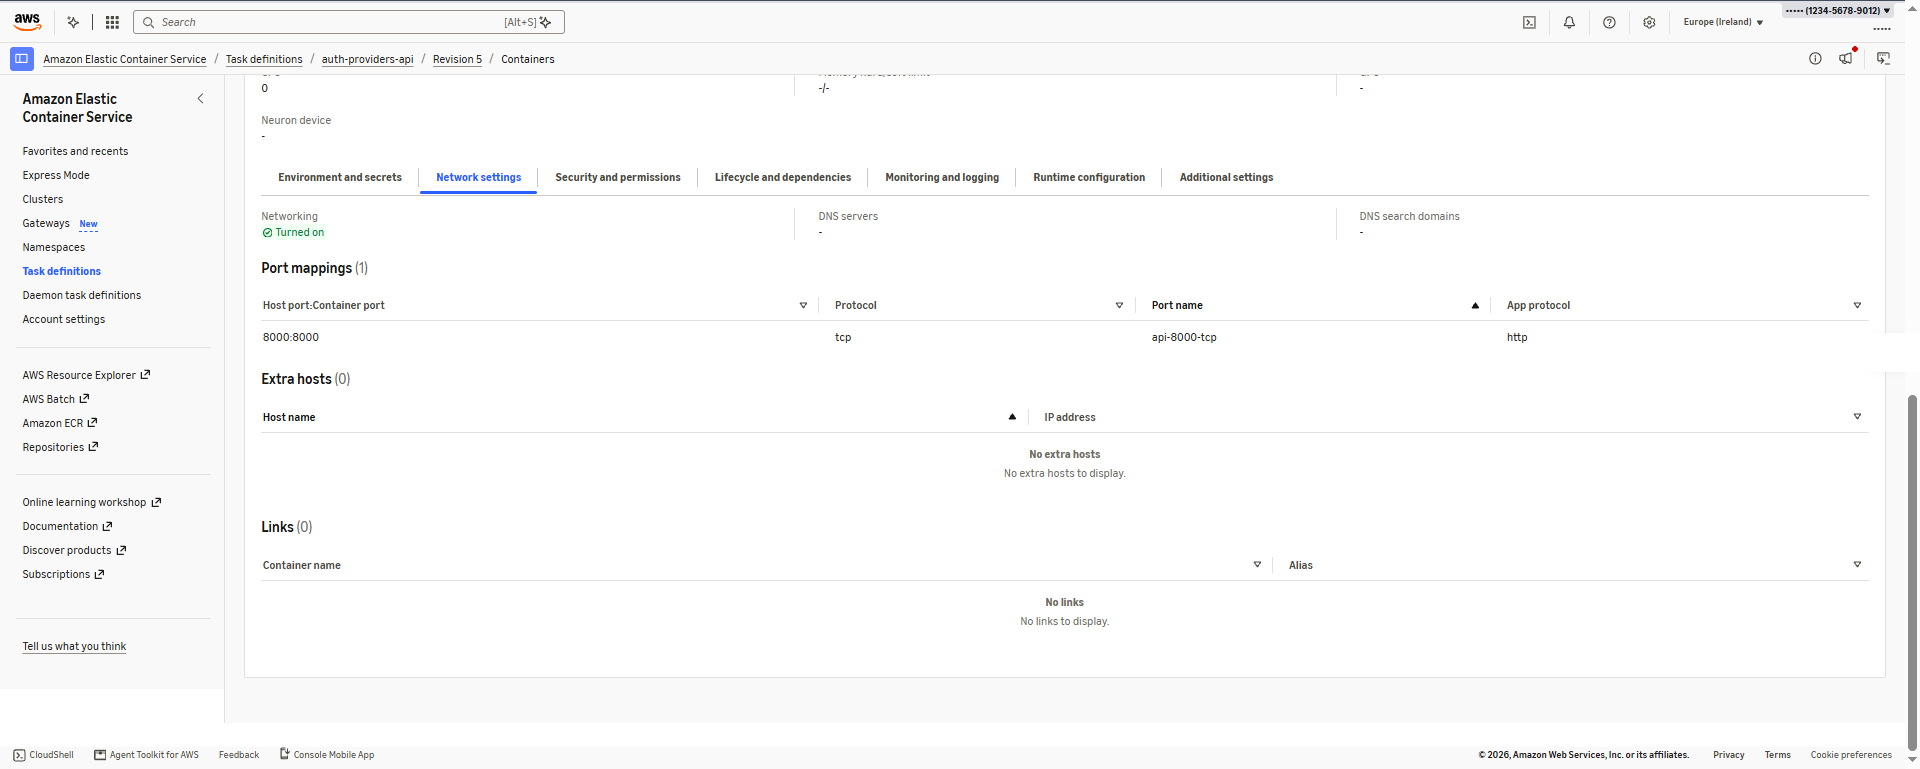 aws
Search
[Alt+S]
Europe (Ireland)
••••• (1234-5678-9012)
•••••
Amazon Elastic Container Service / Task definitions / auth-providers-api / Revision 5 / Containers
Amazon Elastic
Container Service
Favorites and recents
Express Mode
Clusters
Gateways New
Namespaces
Task definitions
Daemon task definitions
Account settings
AWS Resource Explorer
AWS Batch
Amazon ECR
Repositories
Online learning workshop
Documentation
Discover products
Subscriptions
Tell us what you think
0
-/-
-
Neuron device
-
Environment and secrets
Network settings
Security and permissions
Lifecycle and dependencies
Monitoring and logging
Runtime configuration
Additional settings
Networking
Turned on
DNS servers
-
DNS search domains
-
Port mappings (1)
Host port:Container port Protocol Port name App protocol
8000:8000 tcp api-8000-tcp http
Extra hosts (0)
Host name IP address
No extra hosts
No extra hosts to display.
Links (0)
Container name Alias
No links
No links to display.
CloudShell Agent Toolkit for AWS Feedback Console Mobile App
© 2026, Amazon Web Services, Inc. or its affiliates. Privacy Terms Cookie preferences